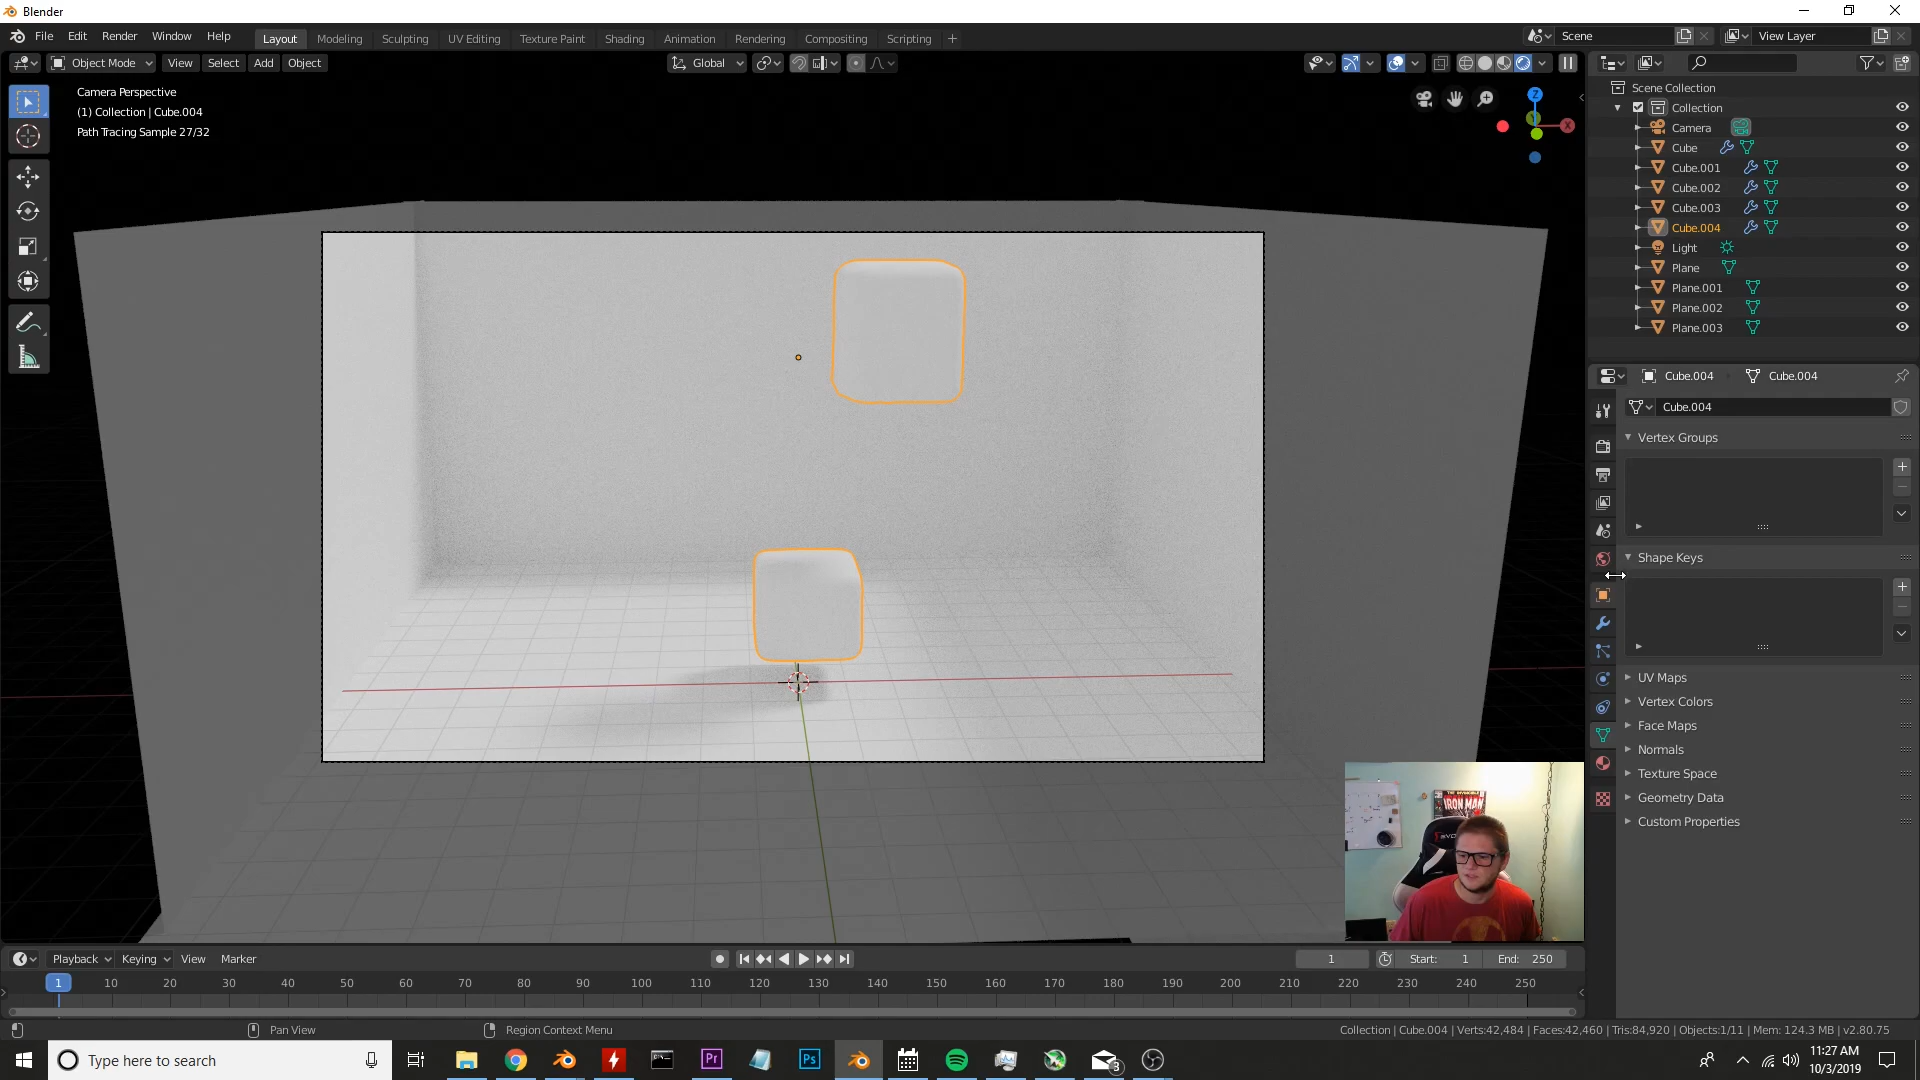 Blender
File Edit Render Window Help
Layout Modeling Sculpting UV Editing Texture Paint Shading Animation Rendering Compositing Scripting
Scene
View Layer
Object Mode View Select Add Object
Global
Camera Perspective
(1) Collection | Cube.004
Path Tracing Sample 27/32
Z
X
Scene Collection
Collection
Camera
Cube
Cube.001
Cube.002
Cube.003
Cube.004
Light
Plane
Plane.001
Plane.002
Plane.003
Cube.004 Cube.004
Cube.004
Vertex Groups
Shape Keys
UV Maps
Vertex Colors
Face Maps
Normals
Texture Space
Geometry Data
Custom Properties
IRON MAN
Playback Keying View Marker
1 Start: 1 End: 250
1 10 20 30 40 50 60 70 80 90 100 110 120 130 140 150 160 170 180 190 200 210 220 230 240 250
Pan View
Region Context Menu
Collection | Cube.004 | Verts:42,484 | Faces:42,460 | Tris:84,920 | Objects:1/11 | Mem: 124.3 MB | v2.80.75
Type here to search
Pr
Ps
3
11:27 AM
10/3/2019